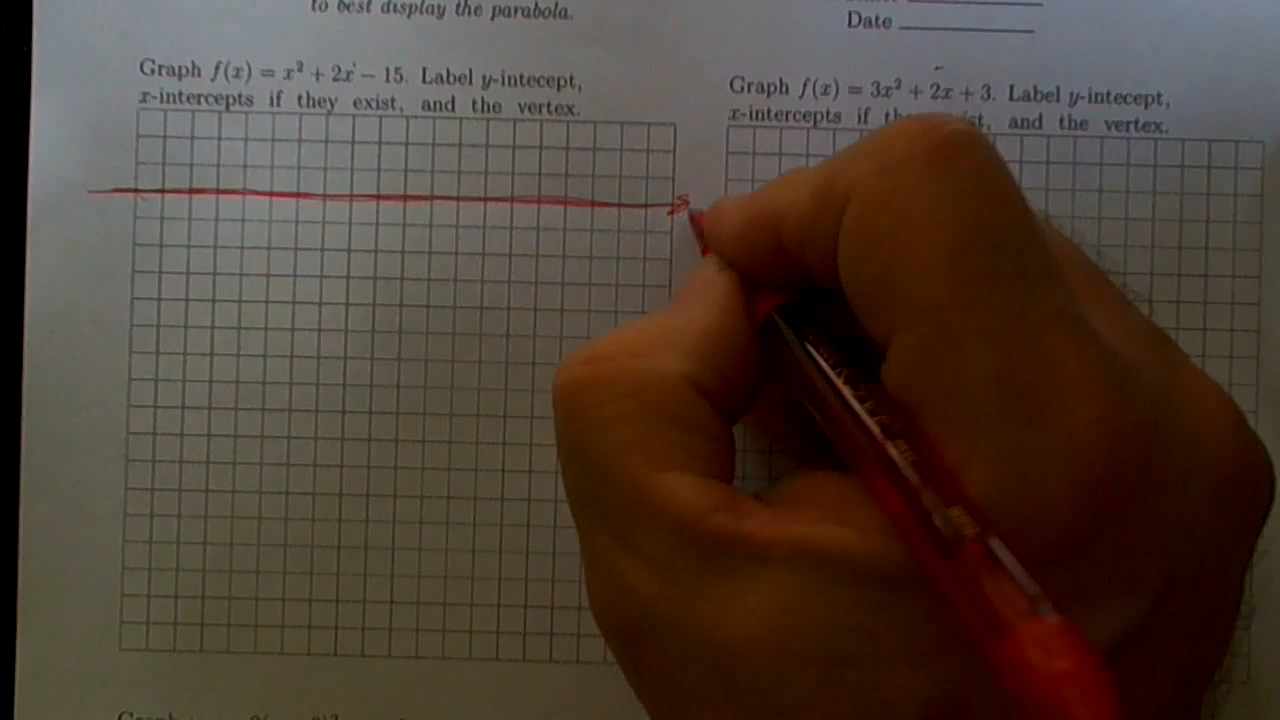 to best display the parabola.
Date
Graph f(x) = x² + 2x − 15. Label y-intecept,
x-intercepts if they exist, and the vertex.
Graph f(x) = 3x² + 2x + 3. Label y-intecept,
x-intercepts if and the vertex.